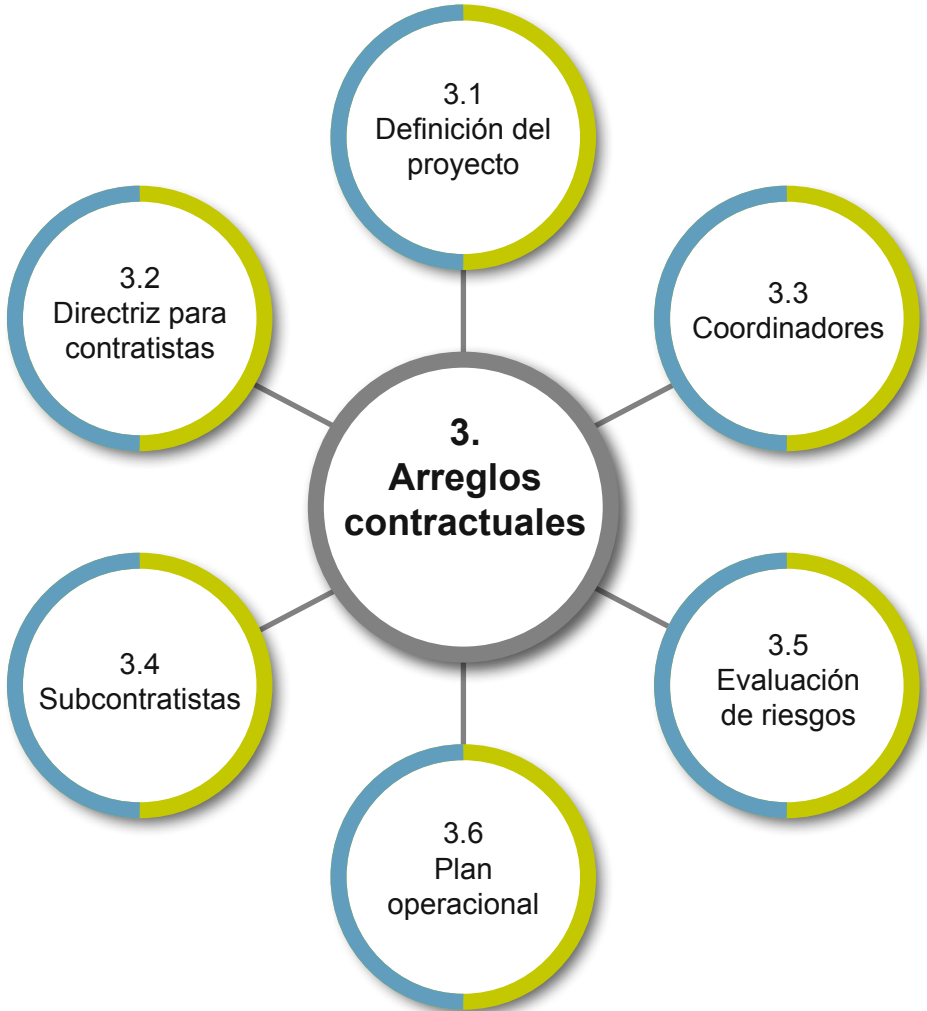 3.1
Definición del
proyecto
3.2
Directriz para
contratistas
3.3
Coordinadores
3.
Arreglos
contractuales
3.4
Subcontratistas
3.5
Evaluación
de riesgos
3.6
Plan
operacional